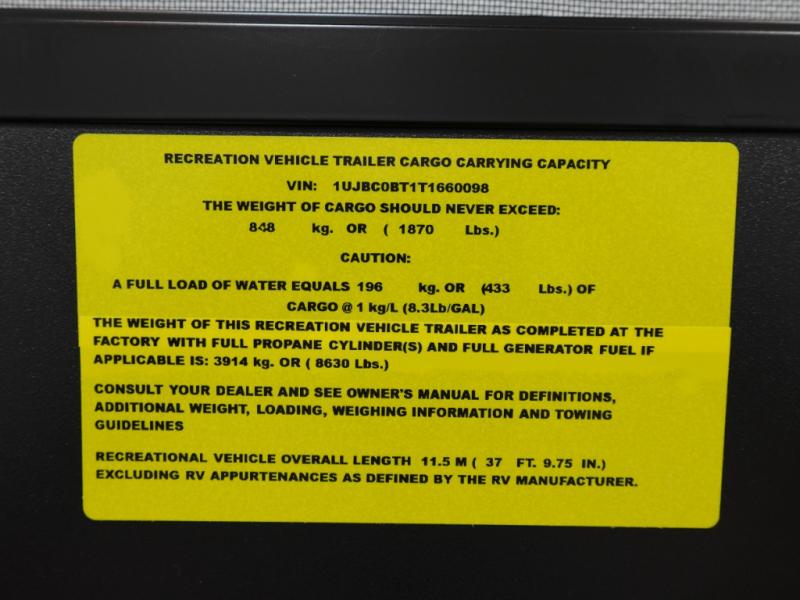 RECREATION VEHICLE TRAILER CARGO CARRYING CAPACITY
VIN: 1UJBC0BT1T1660098
THE WEIGHT OF CARGO SHOULD NEVER EXCEED:
848 kg. OR ( 1870 Lbs.)
CAUTION:
A FULL LOAD OF WATER EQUALS 196 kg. OR (433 Lbs.) OF
CARGO @ 1 kg/L (8.3Lb/GAL)
THE WEIGHT OF THIS RECREATION VEHICLE TRAILER AS COMPLETED AT THE
FACTORY WITH FULL PROPANE CYLINDER(S) AND FULL GENERATOR FUEL IF
APPLICABLE IS: 3914 kg. OR ( 8630 Lbs.)
CONSULT YOUR DEALER AND SEE OWNER'S MANUAL FOR DEFINITIONS,
ADDITIONAL WEIGHT, LOADING, WEIGHING INFORMATION AND TOWING
GUIDELINES
RECREATIONAL VEHICLE OVERALL LENGTH 11.5 M ( 37 FT. 9.75 IN.)
EXCLUDING RV APPURTENANCES AS DEFINED BY THE RV MANUFACTURER.